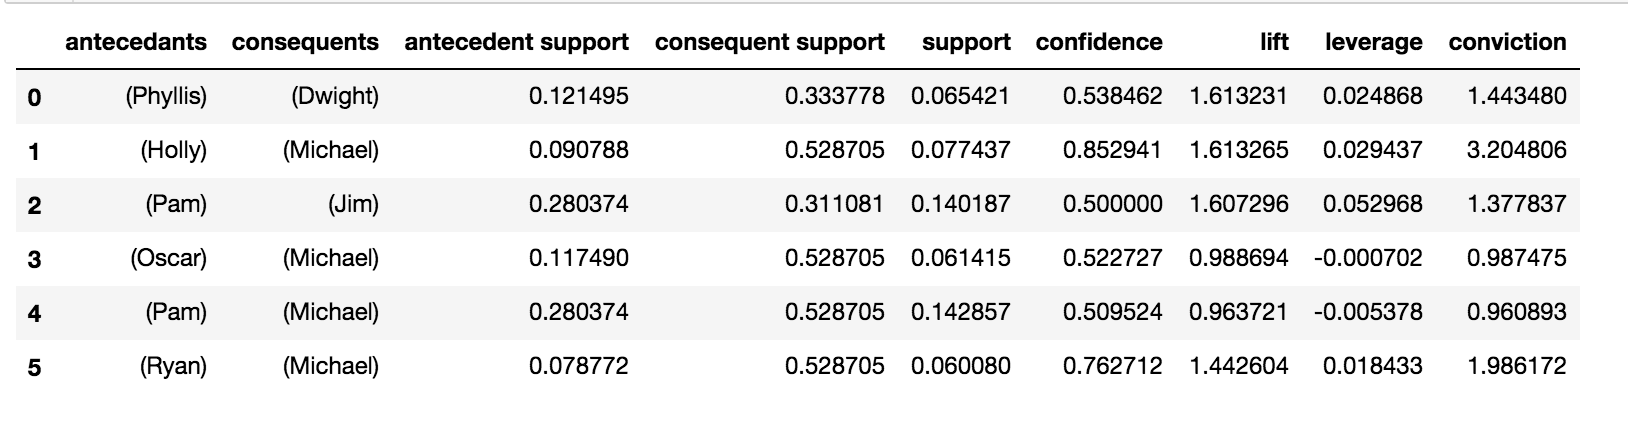 antecedants consequents antecedent support consequent support support confidence lift leverage conviction
0 (Phyllis) (Dwight) 0.121495 0.333778 0.065421 0.538462 1.613231 0.024868 1.443480
1 (Holly) (Michael) 0.090788 0.528705 0.077437 0.852941 1.613265 0.029437 3.204806
2 (Pam) (Jim) 0.280374 0.311081 0.140187 0.500000 1.607296 0.052968 1.377837
3 (Oscar) (Michael) 0.117490 0.528705 0.061415 0.522727 0.988694 -0.000702 0.987475
4 (Pam) (Michael) 0.280374 0.528705 0.142857 0.509524 0.963721 -0.005378 0.960893
5 (Ryan) (Michael) 0.078772 0.528705 0.060080 0.762712 1.442604 0.018433 1.986172